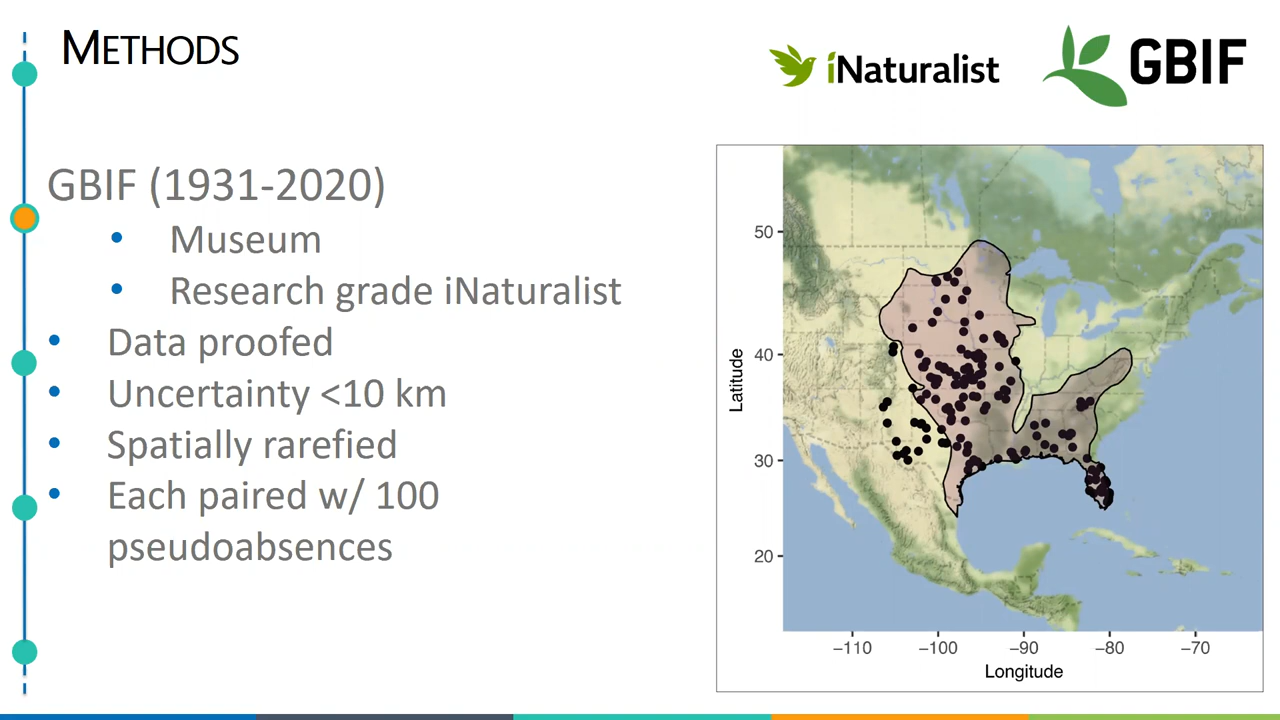 METHODS
iNaturalist
GBIF
GBIF (1931-2020)
• Museum
• Research grade iNaturalist
• Data proofed
• Uncertainty <10 km
• Spatially rarefied
• Each paired w/ 100
pseudoabsences
50
40
30
20
Latitude
−110 −100 −90 −80 −70
Longitude